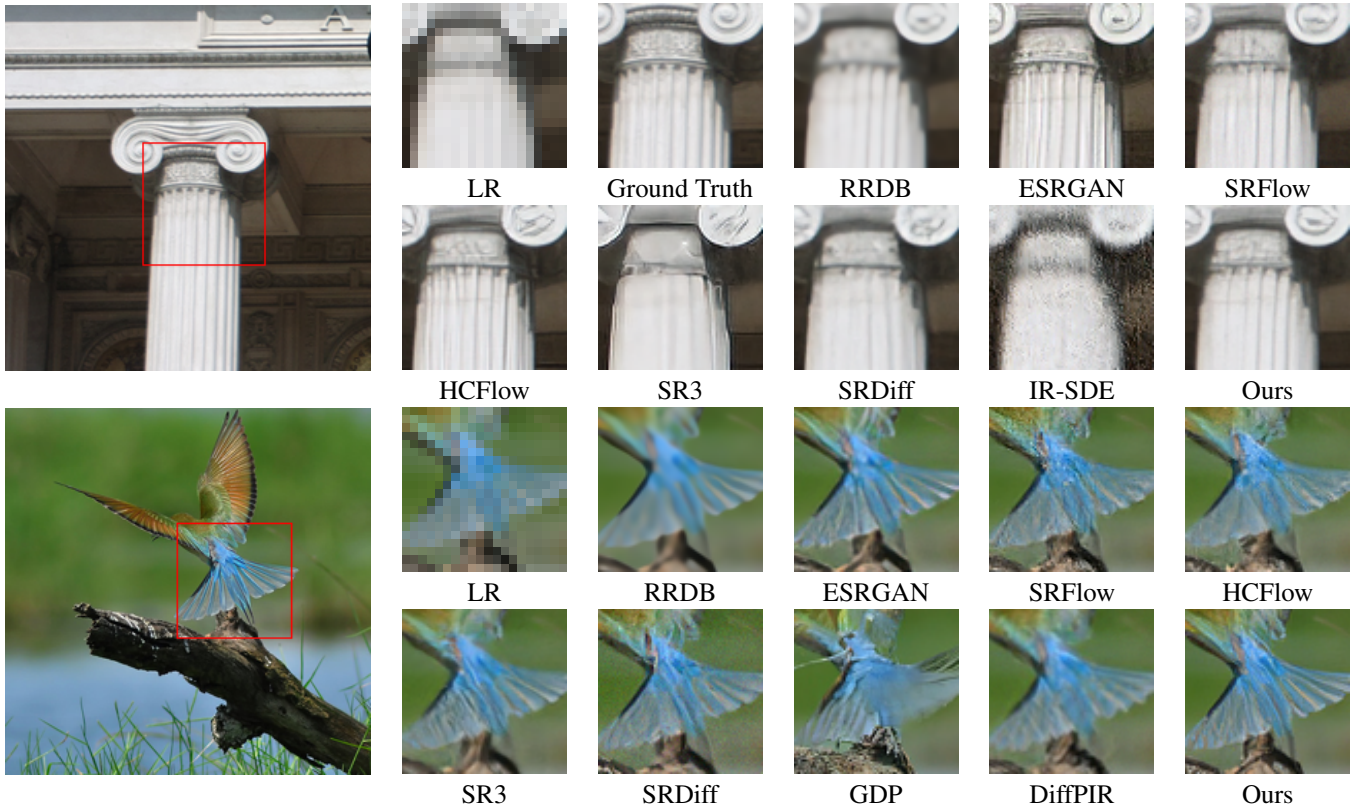 A
LR Ground Truth RRDB ESRGAN SRFlow
HCFlow SR3 SRDiff IR-SDE Ours
LR RRDB ESRGAN SRFlow HCFlow
SR3 SRDiff GDP DiffPIR Ours